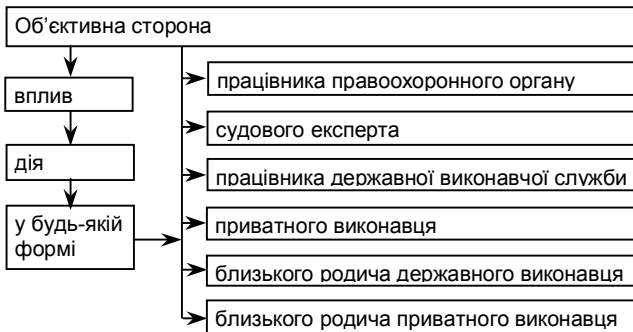 Об’єктивна сторона
вплив
дія
у будь-якій
формі
працівника правоохоронного органу
судового експерта
працівника державної виконавчої служби
приватного виконавця
близького родича державного виконавця
близького родича приватного виконавця